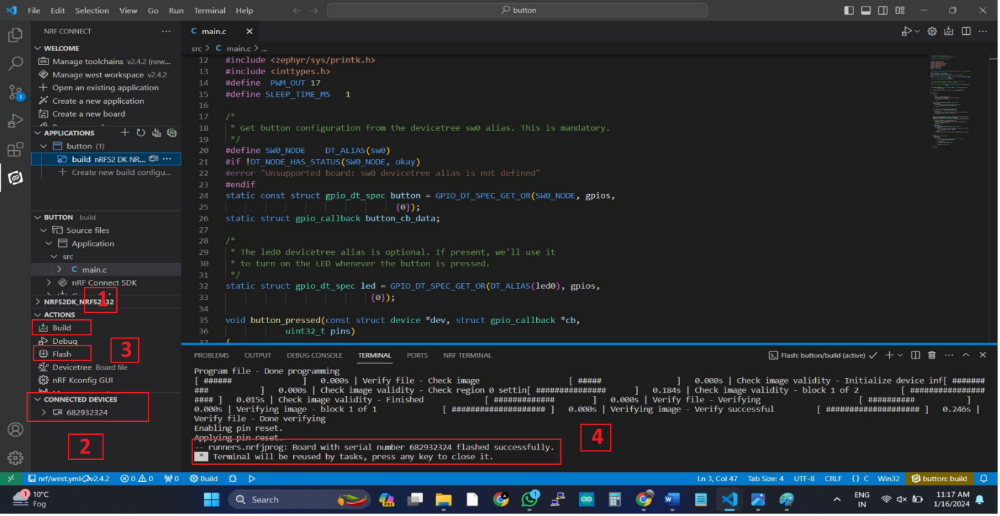 File Edit Selection View Go Run Terminal Help
button
NRF CONNECT
WELCOME
Manage toolchains v2.4.2 (new...
Manage west workspace v2.4.2
Open an existing application
Create a new application
Create a new board
APPLICATIONS
button (1)
build nRF52 DK NR...
Create new build configu...
BUTTON build
Source files
Application
src
C main.c
nRF Connect SDK
1
NRF52DK_NRF52832
ACTIONS
Build
Debug
3
Flash
Devicetree Board file
nRF Kconfig GUI
CONNECTED DEVICES
682932324
2
C main.c
src > C main.c > ...
12 #include <zephyr/sys/printk.h>
13 #include <inttypes.h>
14 #define PWM_OUT 17
15 #define SLEEP_TIME_MS 1
16
17 /*
18 * Get button configuration from the devicetree sw0 alias. This is mandatory.
19 */
20 #define SW0_NODE DT_ALIAS(sw0)
21 #if !DT_NODE_HAS_STATUS(SW0_NODE, okay)
22 #error "Unsupported board: sw0 devicetree alias is not defined"
23 #endif
24 static const struct gpio_dt_spec button = GPIO_DT_SPEC_GET_OR(SW0_NODE, gpios,
25 {0});
26 static struct gpio_callback button_cb_data;
27
28 /*
29 * The led0 devicetree alias is optional. If present, we'll use it
30 * to turn on the LED whenever the button is pressed.
31 */
32 static struct gpio_dt_spec led = GPIO_DT_SPEC_GET_OR(DT_ALIAS(led0), gpios,
33 {0});
34
35 void button_pressed(const struct device *dev, struct gpio_callback *cb,
36 uint32_t pins)
37 {
PROBLEMS OUTPUT DEBUG CONSOLE TERMINAL PORTS NRF TERMINAL
Flash: button/build (active)
Program file - Done programming
[ ###### ] 0.000s | Verify file - Check image [ ##### ] 0.000s | Check image validity - Initialize device inf[ #######
### ] 0.000s | Check image validity - Check region 0 settin[ ############### ] 0.184s | Check image validity - block 1 of 2 [ ################
#### ] 0.015s | Check image validity - Finished [ ############# ] 0.000s | Verify file - Verifying [ ########## ]
0.000s | Verifying image - block 1 of 1 [ #################### ] 0.000s | Verifying image - Verify successful [ ##################### ] 0.246s |
Verify file - Done verifying
Enabling pin reset.
Applying pin reset.
-- runners.nrfjprog: Board with serial number 682932324 flashed successfully.
* Terminal will be reused by tasks, press any key to close it.
4
nrf/west.yml v2.4.2 0 0 0 Build
Ln 3, Col 47 Tab Size: 4 UTF-8 CRLF {} C Win32 button: build
1
10°C
Fog
Search
PRE
1
ENG
IN
11:17 AM
1/16/2024